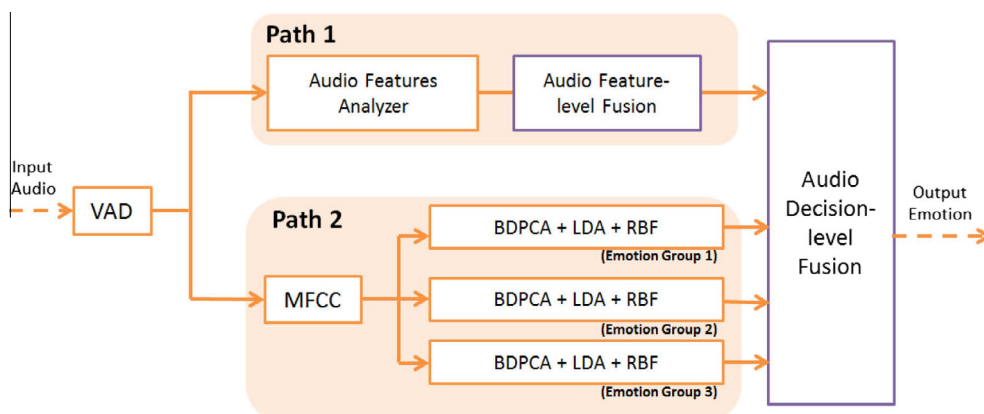 Path 1
Audio Features
Analyzer
Audio Feature-
level Fusion
Input
Audio
VAD
Path 2
MFCC
BDPCA + LDA + RBF
(Emotion Group 1)
BDPCA + LDA + RBF
(Emotion Group 2)
BDPCA + LDA + RBF
(Emotion Group 3)
Audio
Decision-
level
Fusion
Output
Emotion